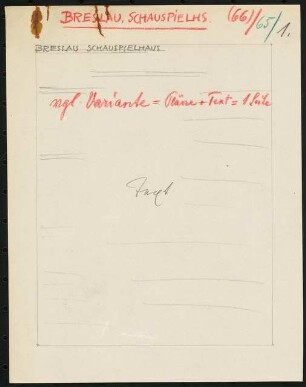 BRESLAU, SCHAUSPIELHS. (66)/65/1.
BRESLAU SCHAUSPIELHAUS
vgl. Variante = Pläne + Text = 1 Seite
Text